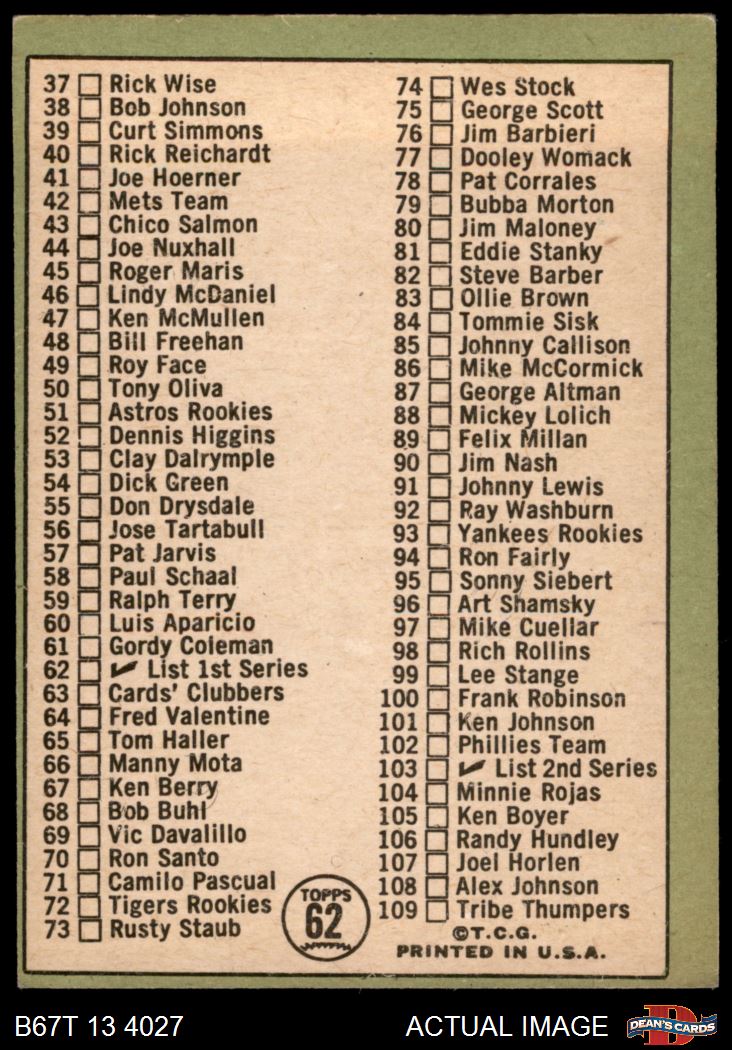 37 Rick Wise
38 Bob Johnson
39 Curt Simmons
40 Rick Reichardt
41 Joe Hoerner
42 Mets Team
43 Chico Salmon
44 Joe Nuxhall
45 Roger Maris
46 Lindy McDaniel
47 Ken McMullen
48 Bill Freehan
49 Roy Face
50 Tony Oliva
51 Astros Rookies
52 Dennis Higgins
53 Clay Dalrymple
54 Dick Green
55 Don Drysdale
56 Jose Tartabull
57 Pat Jarvis
58 Paul Schaal
59 Ralph Terry
60 Luis Aparicio
61 Gordy Coleman
62 ✓ List 1st Series
63 Cards' Clubbers
64 Fred Valentine
65 Tom Haller
66 Manny Mota
67 Ken Berry
68 Bob Buhl
69 Vic Davalillo
70 Ron Santo
71 Camilo Pascual
72 Tigers Rookies
73 Rusty Staub
TOPPS
62
74 Wes Stock
75 George Scott
76 Jim Barbieri
77 Dooley Womack
78 Pat Corrales
79 Bubba Morton
80 Jim Maloney
81 Eddie Stanky
82 Steve Barber
83 Ollie Brown
84 Tommie Sisk
85 Johnny Callison
86 Mike McCormick
87 George Altman
88 Mickey Lolich
89 Felix Millan
90 Jim Nash
91 Johnny Lewis
92 Ray Washburn
93 Yankees Rookies
94 Ron Fairly
95 Sonny Siebert
96 Art Shamsky
97 Mike Cuellar
98 Rich Rollins
99 Lee Stange
100 Frank Robinson
101 Ken Johnson
102 Phillies Team
103 ✓ List 2nd Series
104 Minnie Rojas
105 Ken Boyer
106 Randy Hundley
107 Joel Horlen
108 Alex Johnson
109 Tribe Thumpers
©T.C.G.
PRINTED IN U.S.A.
B67T 13 4027
ACTUAL IMAGE
D
DEAN'S CARDS